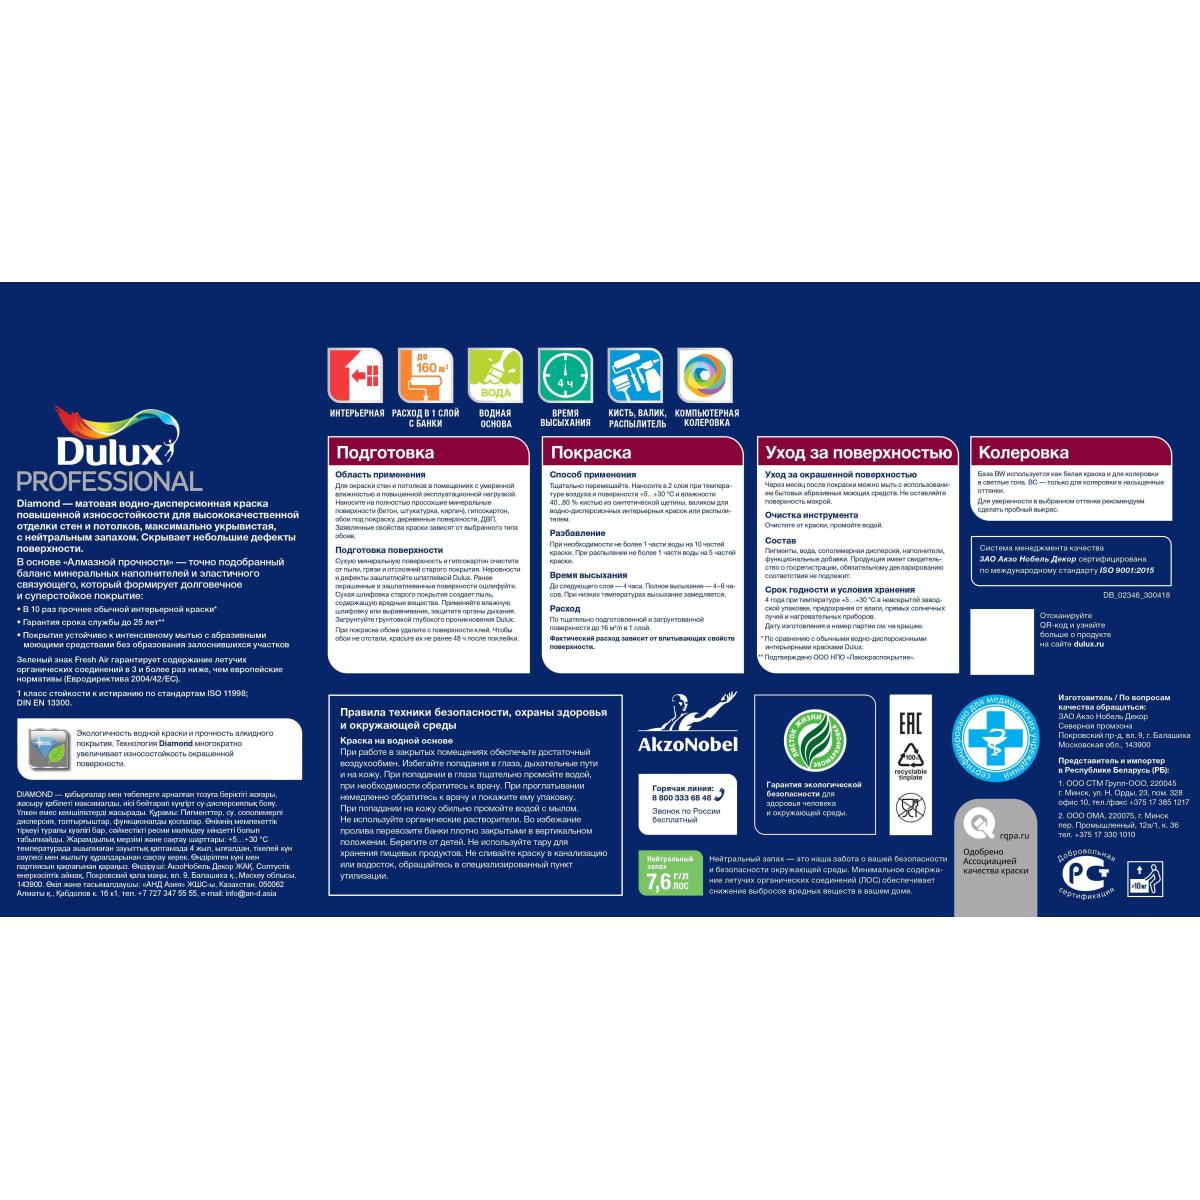 Dulux
PROFESSIONAL
Diamond — матовая водно-дисперсионная краска
повышенной износостойкости для высококачественной
отделки стен и потолков, максимально укрывистая,
с нейтральным запахом. Скрывает небольшие дефекты
поверхности.
В основе «Алмазной прочности» — точно подобранный
баланс минеральных наполнителей и эластичного
связующего, который формирует долговечное
и суперстойкое покрытие:
• В 10 раз прочнее обычной интерьерной краски*
• Гарантия срока службы до 25 лет**
• Покрытие устойчиво к интенсивному мытью с абразивными
моющими средствами без образования залоснившихся участков
Зеленый знак Fresh Air гарантирует содержание летучих
органических соединений в 3 и более раз ниже, чем европейские
нормативы (Евродиректива 2004/42/EC).
1 класс стойкости к истиранию по стандартам ISO 11998;
DIN EN 13300.
Экологичность водной краски и прочность алкидного
покрытия. Технология Diamond многократно
увеличивает износостойкость окрашенной
поверхности.
DIAMOND — қабырғалар мен төбелерге арналған тозуға беріктігі жоғары,
жасыру қабілеті максималды, иісі бейтарап күңгірт су-дисперсиялық бояу.
Үлкен емес кемшіліктерді жасырады. Құрамы: Пигменттер, су, сополимерлі
дисперсия, толтырғыштар, функционалды қоспалар. Өнімнің мемлекеттік
тіркеуі туралы куәлігі бар, сәйкестікті ресми мәлімдеу міндетті болып
табылмайды. Жарамдылық мерзімі және сақтау шарттары: +5...+30 °С
температурада ашылмаған зауыттық қаптамада 4 жыл, ылғалдан, тікелей күн
сәулесі мен жылыту құралдарынан сақтау керек. Өндірілген күні мен
партиясын қақпағынан қараңыз. Өндіруші: АкзоНобель Декор ЖАҚ. Солтүстік
өнеркәсіптік аймақ, Покровский қала маңы, вл. 9, Балашиха қ., Мәскеу облысы,
143900. Өкіл және тасымалдаушы: «АНД Азия» ЖШС-ы, Казахстан, 050062
Алматы қ., Қабдолов к. 16 к1, тел. +7 727 347 55 55, e-mail: info@an-d.asia
ИНТЕРЬЕРНАЯ
до
160 м²
РАСХОД В 1 СЛОЙ
С БАНКИ
ВОДА
ВОДНАЯ
ОСНОВА
4 ч
ВРЕМЯ
ВЫСЫХАНИЯ
КИСТЬ, ВАЛИК,
РАСПЫЛИТЕЛЬ
КОМПЬЮТЕРНАЯ
КОЛЕРОВКА
Подготовка
Область применения
Для окраски стен и потолков в помещениях с умеренной
влажностью и повышенной эксплуатационной нагрузкой.
Наносите на полностью просохшие минеральные
поверхности (бетон, штукатурка, кирпич), гипсокартон,
обои под покраску, деревянные поверхности, ДВП.
Заявленные свойства краски зависят от выбранного типа
обоев.
Подготовка поверхности
Сухую минеральную поверхность и гипсокартон очистите
от пыли, грязи и отслоений старого покрытия. Неровности
и дефекты зашпатлюйте шпатлевкой Dulux. Ранее
окрашенные и зашпатлеванные поверхности ошлифуйте.
Сухая шлифовка старого покрытия создает пыль,
содержащую вредные вещества. Применяйте влажную
шлифовку или выравнивание, защитите органы дыхания.
Загрунтуйте грунтовкой глубокого проникновения Dulux.
При покраске обоев удалите с поверхности клей. Чтобы
обои не отстали, красьте их не ранее 48 ч после поклейки.
Покраска
Способ применения
Тщательно перемешайте. Наносите в 2 слоя при темпера-
туре воздуха и поверхности +5...+30 °С и влажности
40...80 % кистью из синтетической щетины, валиком для
водно-дисперсионных интерьерных красок или распыли-
телем.
Разбавление
При необходимости не более 1 части воды на 10 частей
краски. При распылении не более 1 части воды на 5 частей
краски.
Время высыхания
До следующего слоя — 4 часа. Полное высыхание — 4–6 ча-
сов. При низких температурах высыхание замедляется.
Расход
По тщательно подготовленной и загрунтованной
поверхности до 16 м²/л в 1 слой.
Фактический расход зависит от впитывающих свойств
поверхности.
Уход за поверхностью
Уход за окрашенной поверхностью
Через месяц после покраски можно мыть с использовани-
ем бытовых абразивных моющих средств. Не оставляйте
поверхность мокрой.
Очистка инструмента
Очистите от краски, промойте водой.
Состав
Пигменты, вода, сополимерная дисперсия, наполнители,
функциональные добавки. Продукция имеет свидетель-
ство о госрегистрации, обязательному декларированию
соответствия не подлежит.
Срок годности и условия хранения
4 года при температуре +5...+30 °С в невскрытой завод-
ской упаковке, предохраняя от влаги, прямых солнечных
лучей и нагревательных приборов.
Дату изготовления и номер партии см. на крышке.
* По сравнению с обычными водно-дисперсионными
интерьерными красками Dulux.
** Подтверждено ООО НПО «Лакокраспокрытие».
Колеровка
База BW используется как белая краска и для колеровки
в светлые тона. BC — только для колеровки в насыщенные
оттенки.
Для уверенности в выбранном оттенке рекомендуем
сделать пробный выкрас.
Система менеджмента качества
ЗАО Акзо Нобель Декор сертифицирована
по международному стандарту ISO 9001:2015
DB_02346_300418
Отсканируйте
QR-код и узнайте
больше о продукте
на сайте dulux.ru
Правила техники безопасности, охраны здоровья
и окружающей среды
Краска на водной основе
При работе в закрытых помещениях обеспечьте достаточный
воздухообмен. Избегайте попадания в глаза, дыхательные пути
и на кожу. При попадании в глаза тщательно промойте водой,
при необходимости обратитесь к врачу. При проглатывании
немедленно обратитесь к врачу и покажите ему упаковку.
При попадании на кожу обильно промойте водой с мылом.
Не используйте органические растворители. Во избежание
пролива перевозите банки плотно закрытыми в вертикальном
положении. Берегите от детей. Не используйте тару для
хранения пищевых продуктов. Не сливайте краску в канализацию
или водосток, обращайтесь в специализированный пункт
утилизации.
AkzoNobel
Горячая линия:
8 800 333 68 48
Звонок по России
бесплатный
ЛИСТОК ЖИЗНИ
ЭКОМАРКИРОВКА
Гарантия экологической
безопасности для
здоровья человека
и окружающей среды.
EAC
100%
recyclable
tinplate
Нейтральный
запах
7,6 г/л
ЛОС
Нейтральный запах — это наша забота о вашей безопасности
и безопасности окружающей среды. Минимальное содержа-
ние летучих органических соединений (ЛОС) обеспечивает
снижение выбросов вредных веществ в вашем доме.
сертифицировано для медицинских учреждений
rqpa.ru
Одобрено
Ассоциацией
качества краски
Изготовитель / По вопросам
качества обращаться:
ЗАО Акзо Нобель Декор
Северная промзона
Покровский пр-д, вл. 9, г. Балашиха
Московская обл., 143900
Представитель и импортер
в Республике Беларусь (РБ):
1. ООО СТМ Групп-ООО, 220045
г. Минск, ул. Н. Орды, 23, пом. 328
офис 10, тел./факс +375 17 385 1217
2. ООО ОМА, 220075, г. Минск
пер. Промышленный, 12а/1, к. 36
тел. +375 17 330 1010
Добровольная
РСТ
сертификация
>10 кг